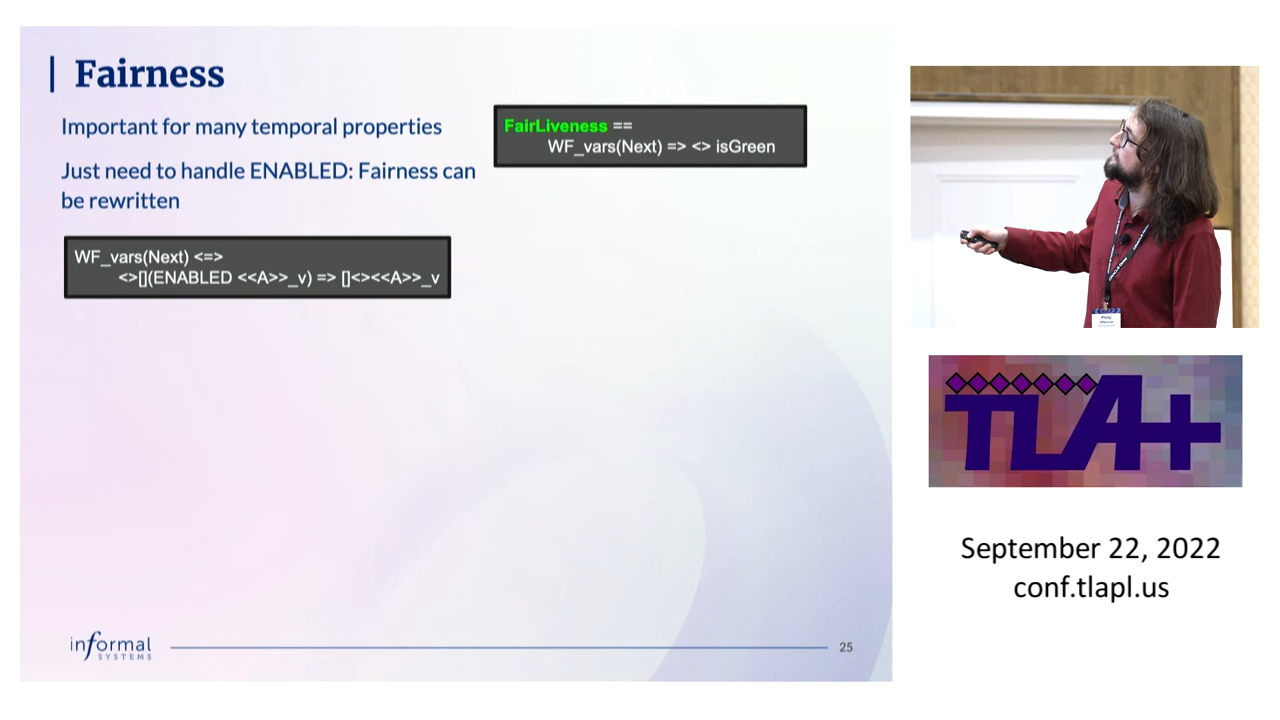 Fairness
Important for many temporal properties
Just need to handle ENABLED: Fairness can
be rewritten
WF_vars(Next) <=>
<>[](ENABLED <<A>>_v) => []<><<A>>_v
FairLiveness ==
WF_vars(Next) => <> isGreen
informal
SYSTEMS
25
TLA+
September 22, 2022
conf.tlapl.us